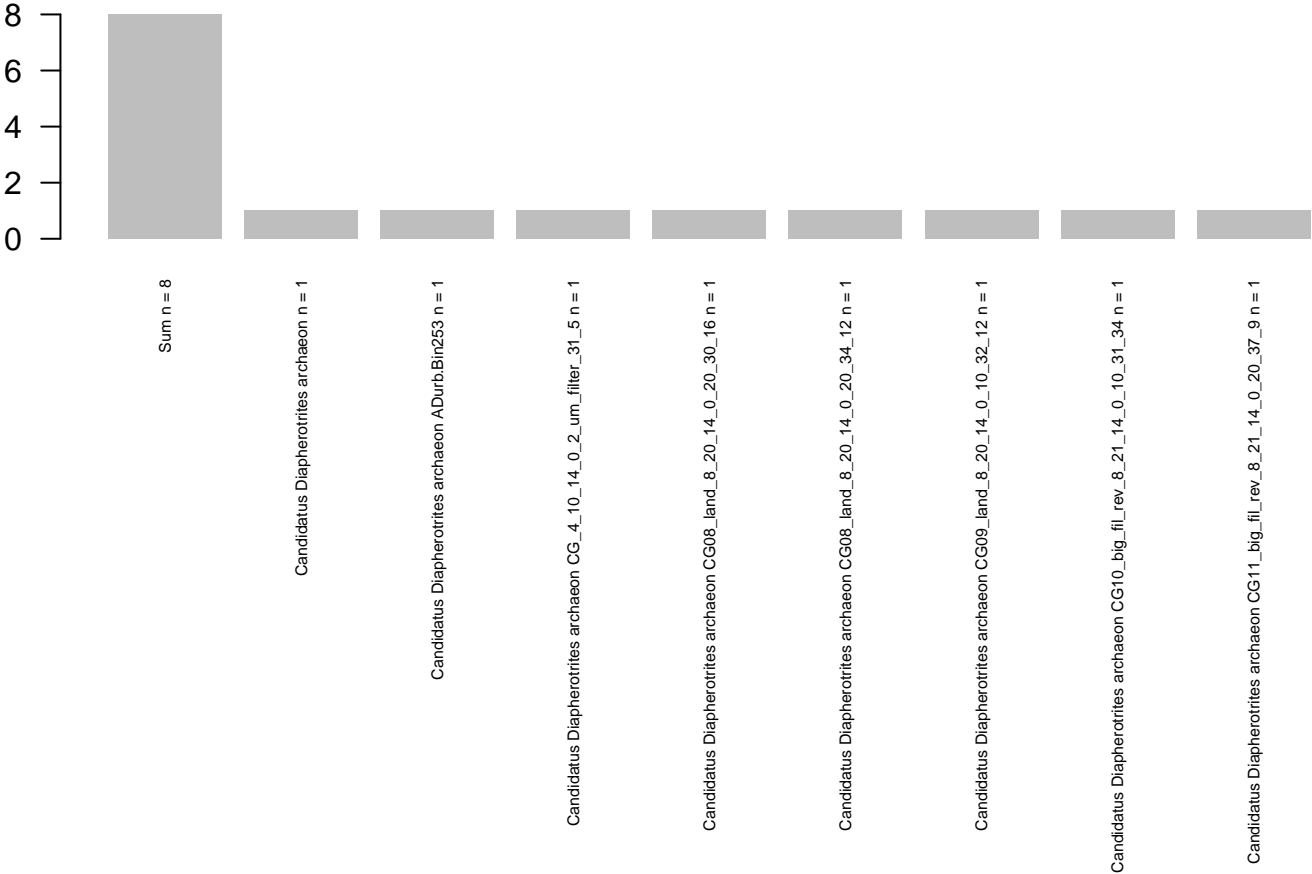 8
6
4
2
0
Sum n = 8
Candidatus Diapherotrites archaeon n = 1
Candidatus Diapherotrites archaeon ADurb.Bin253 n = 1
Candidatus Diapherotrites archaeon CG_4_10_14_0_2_um_filter_31_5 n = 1
Candidatus Diapherotrites archaeon CG08_land_8_20_14_0_20_30_16 n = 1
Candidatus Diapherotrites archaeon CG08_land_8_20_14_0_20_34_12 n = 1
Candidatus Diapherotrites archaeon CG09_land_8_20_14_0_10_32_12 n = 1
Candidatus Diapherotrites archaeon CG10_big_fil_rev_8_21_14_0_10_31_34 n = 1
Candidatus Diapherotrites archaeon CG11_big_fil_rev_8_21_14_0_20_37_9 n = 1